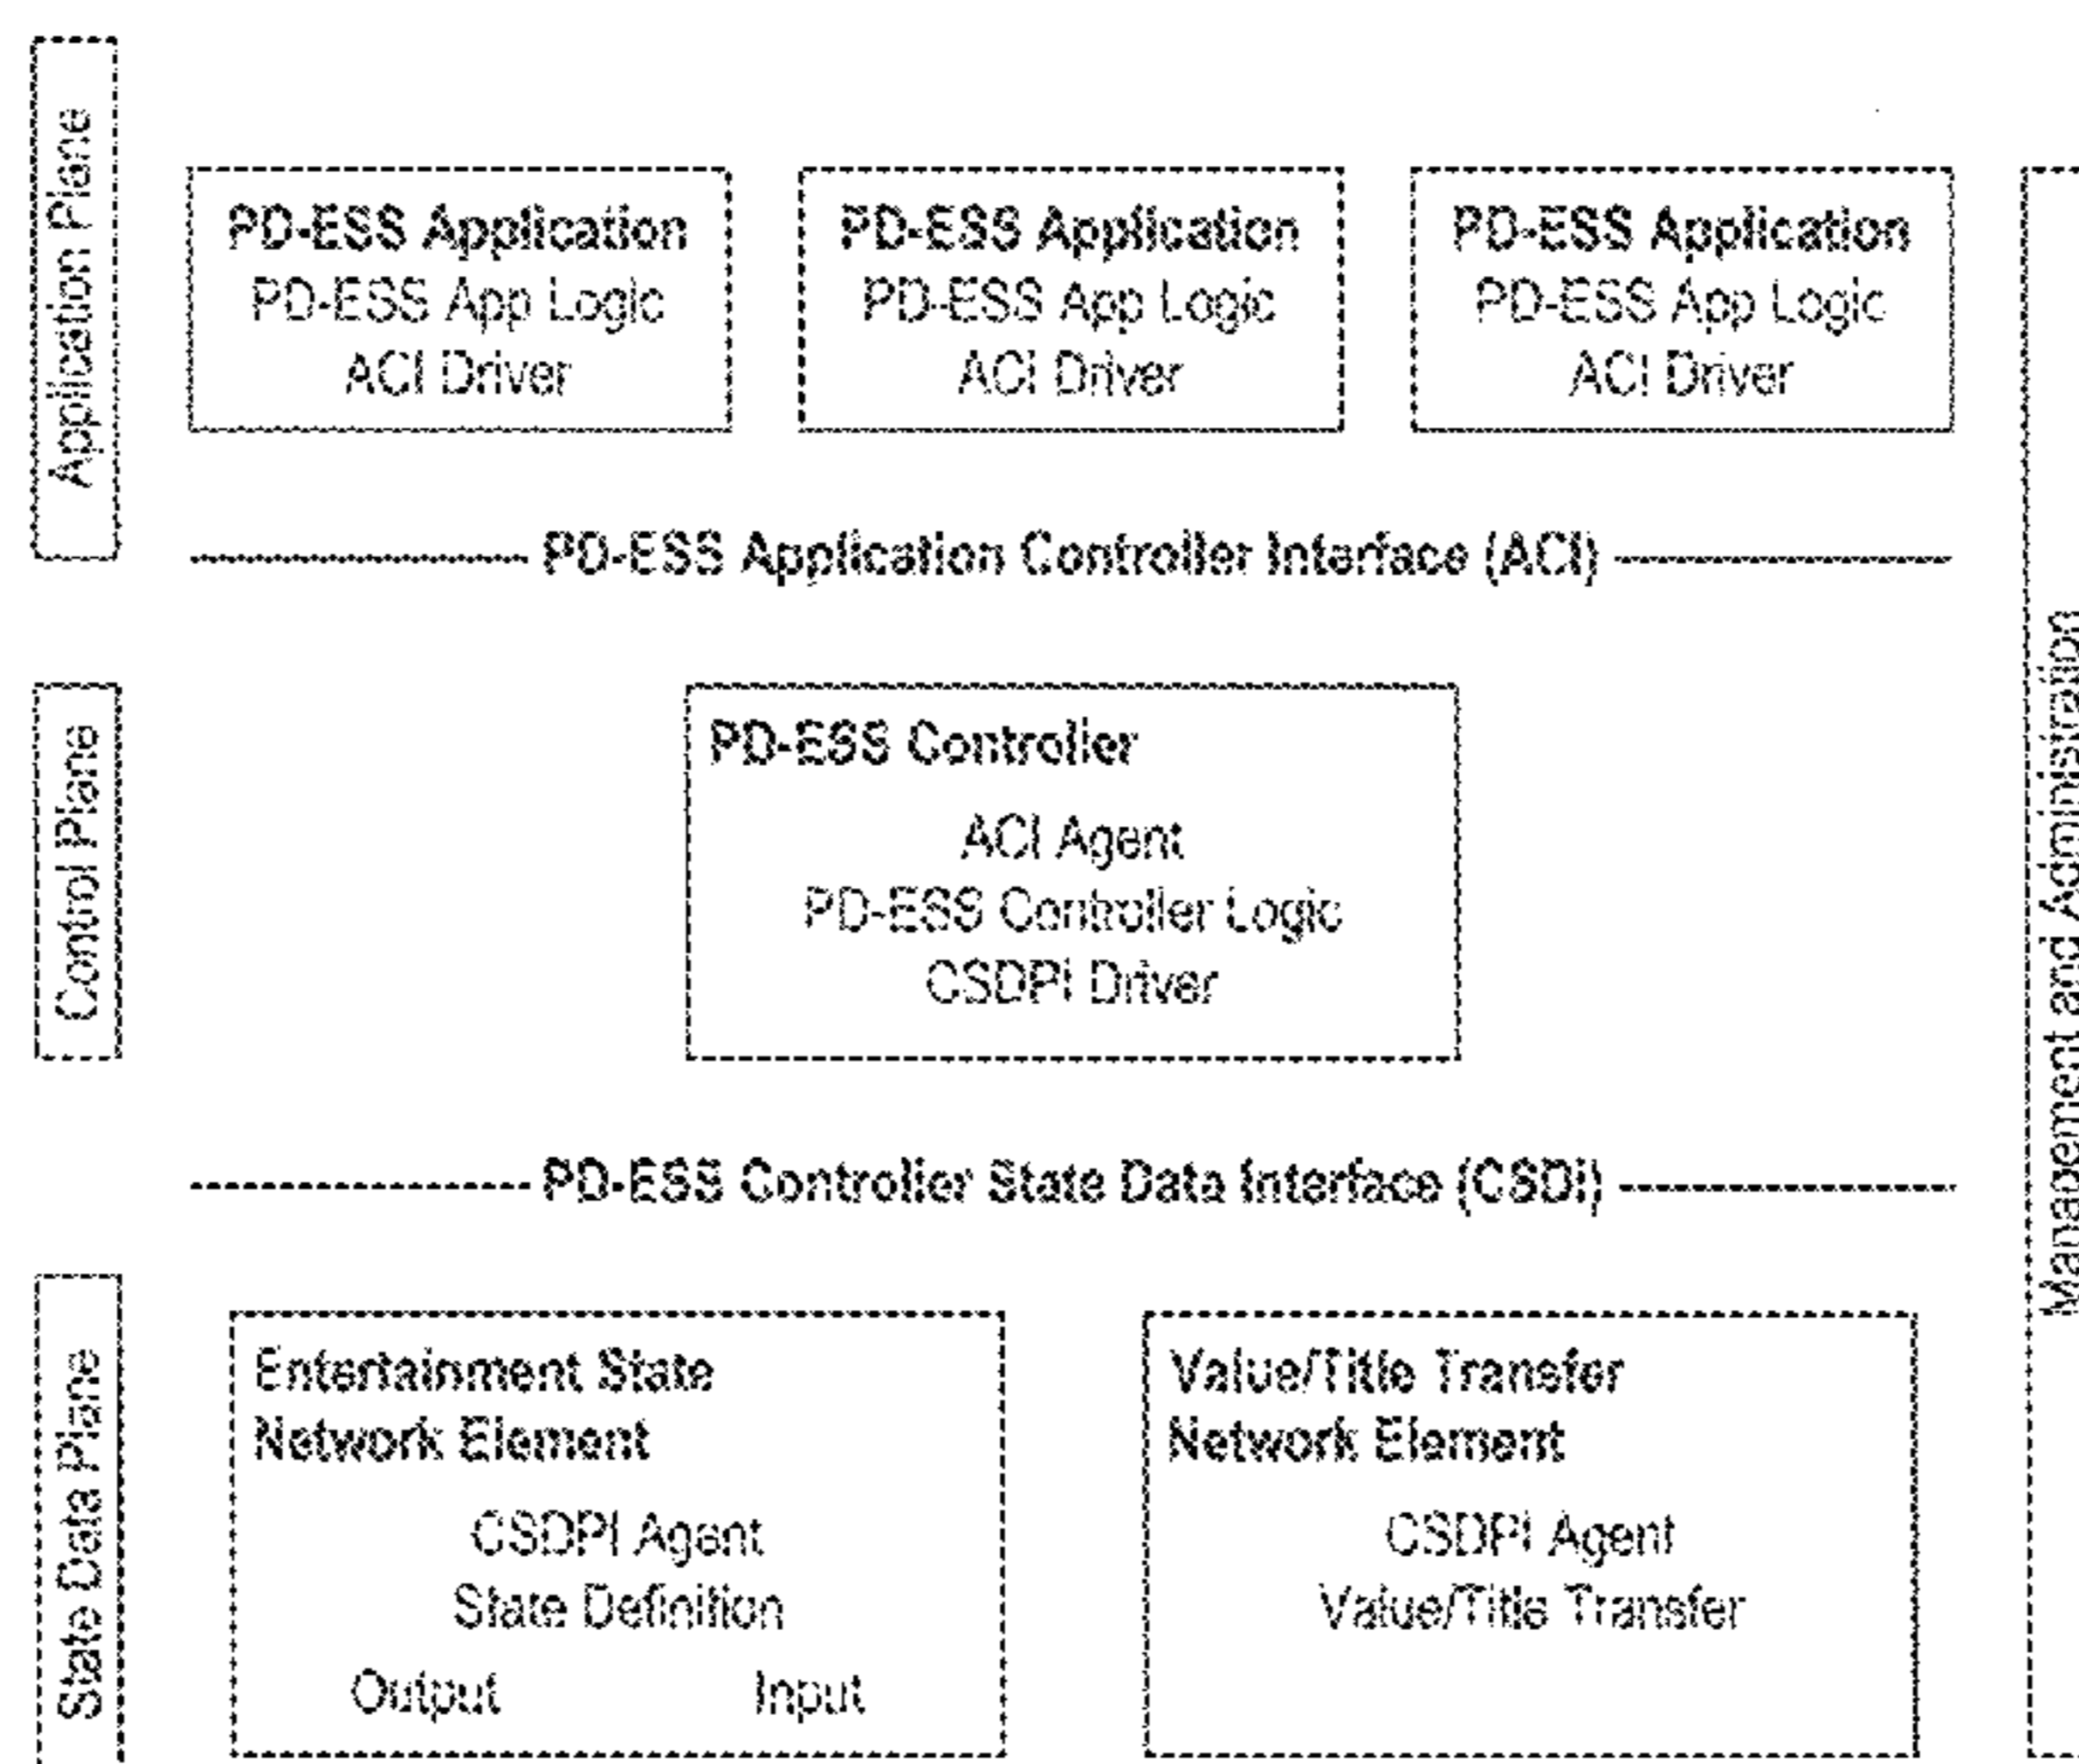 Application Plane
PD-ESS Application
PD-ESS App Logic
ACI Driver
PD-ESS Application
PD-ESS App Logic
ACI Driver
PD-ESS Application
PD-ESS App Logic
ACI Driver
PD-ESS Application Controller Interface (ACI)
Control Plane
PD-ESS Controller
ACI Agent
PD-ESS Controller Logic
CSDPI Driver
Management and Administration
PD-ESS Controller State Data Interface (CSDI)
State Data Plane
Entertainment State
Network Element
CSDPI Agent
State Definition
Output Input
Value/Title Transfer
Network Element
CSDPI Agent
Value/Title Transfer